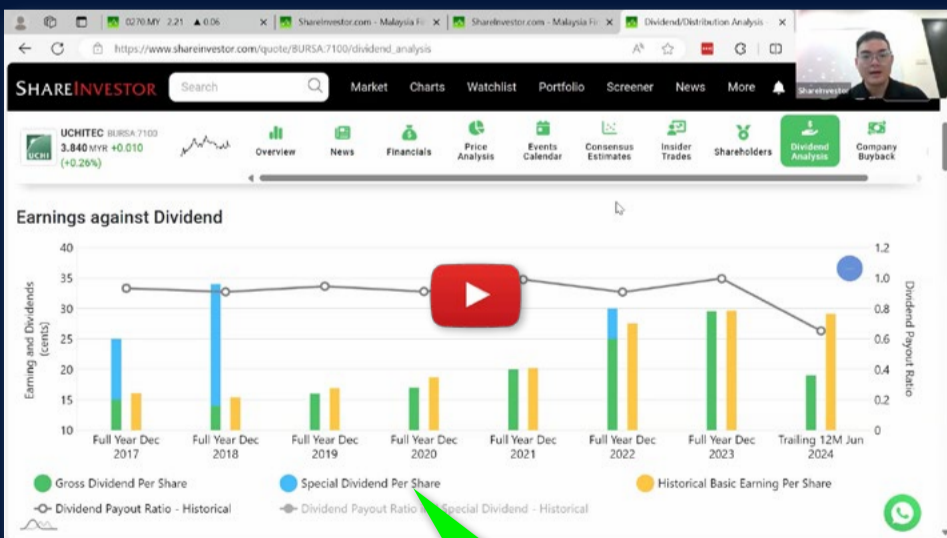 0270.MY 2.21 ▲ 0.06
Shareinvestor.com - Malaysia Fi
Shareinvestor.com - Malaysia Fi
Dividend/Distribution Analysis -
https://www.shareinvestor.com/quote/BURSA:7100/dividend_analysis
ShareInvestor
SHAREINVESTOR
Search
Market
Charts
Watchlist
Portfolio
Screener
News
More
UCHI
UCHITEC BURSA:7100
3.840 MYR +0.010
(+0.26%)
Overview
News
Financials
Price
Analysis
Events
Calendar
Consensus
Estimates
Insider
Trades
Shareholders
Dividend
Analysis
Company
Buyback
Earnings against Dividend
Earning and Dividends
(cents)
40
35
30
25
20
15
10
1.2
1.0
0.8
0.6
0.4
0.2
0
Dividend Payout Ratio
Full Year Dec
2017
Full Year Dec
2018
Full Year Dec
2019
Full Year Dec
2020
Full Year Dec
2021
Full Year Dec
2022
Full Year Dec
2023
Trailing 12M Jun
2024
Gross Dividend Per Share
Special Dividend Per Share
Historical Basic Earning Per Share
Dividend Payout Ratio - Historical
Dividend Payout Ratio Special Dividend - Historical